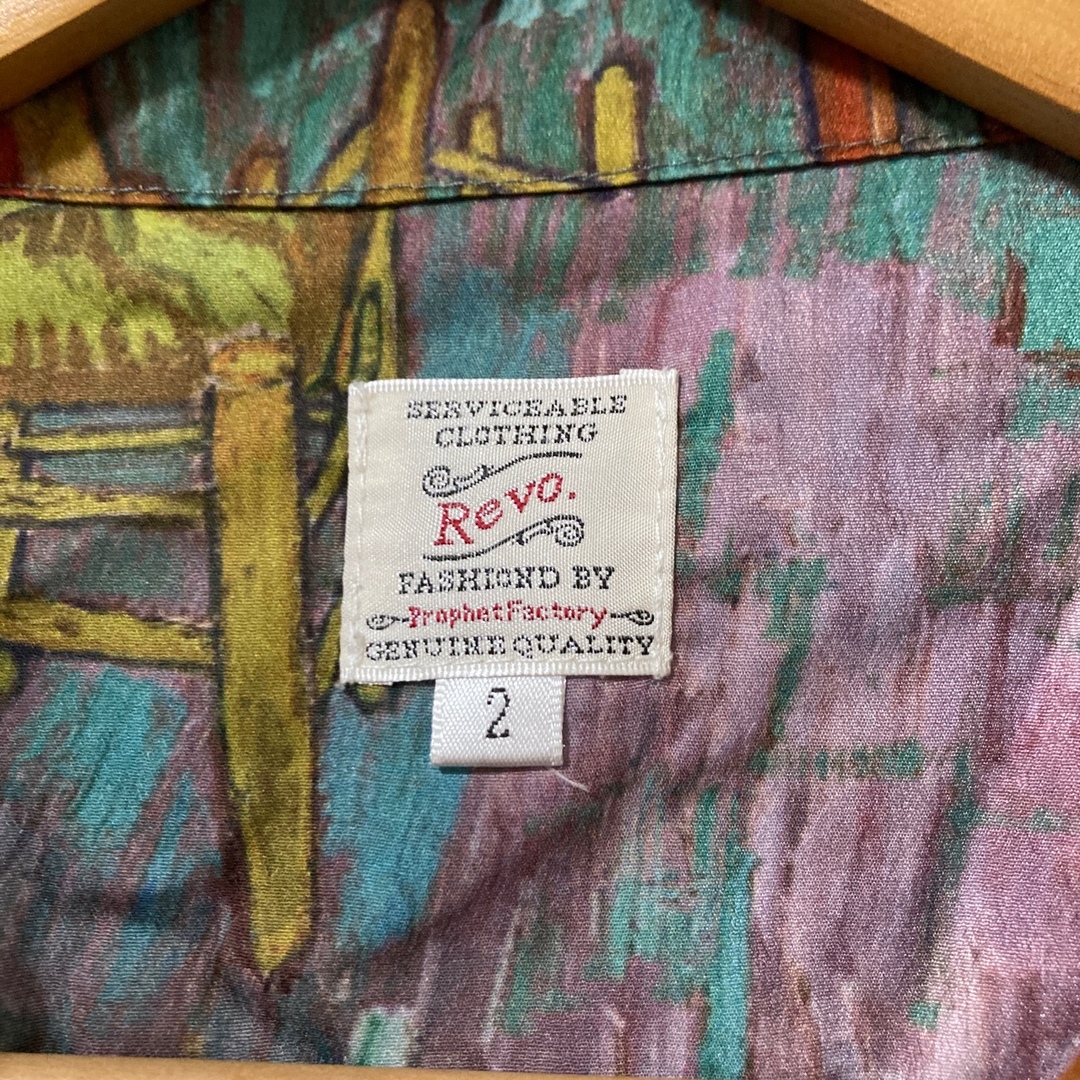 SERVICEABLE
CLOTHING
Revo.
FASHIOND BY
ProphetFactory
GENUINE QUALITY
2